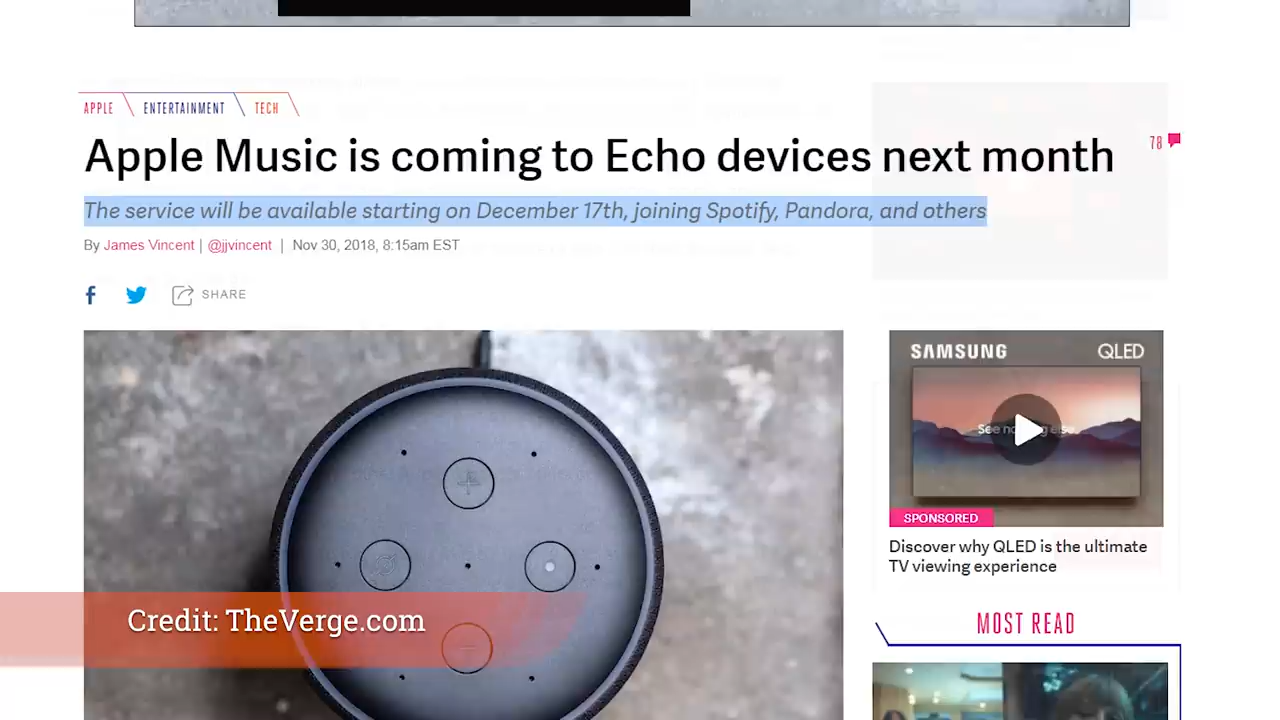 APPLE
ENTERTAINMENT
TECH
Apple Music is coming to Echo devices next month
78
The service will be available starting on December 17th, joining Spotify, Pandora, and others
By James Vincent | @jjvincent | Nov 30, 2018, 8:15am EST
SHARE
SAMSUNG
QLED
SPONSORED
Discover why QLED is the ultimate
TV viewing experience
Credit: TheVerge.com
MOST READ